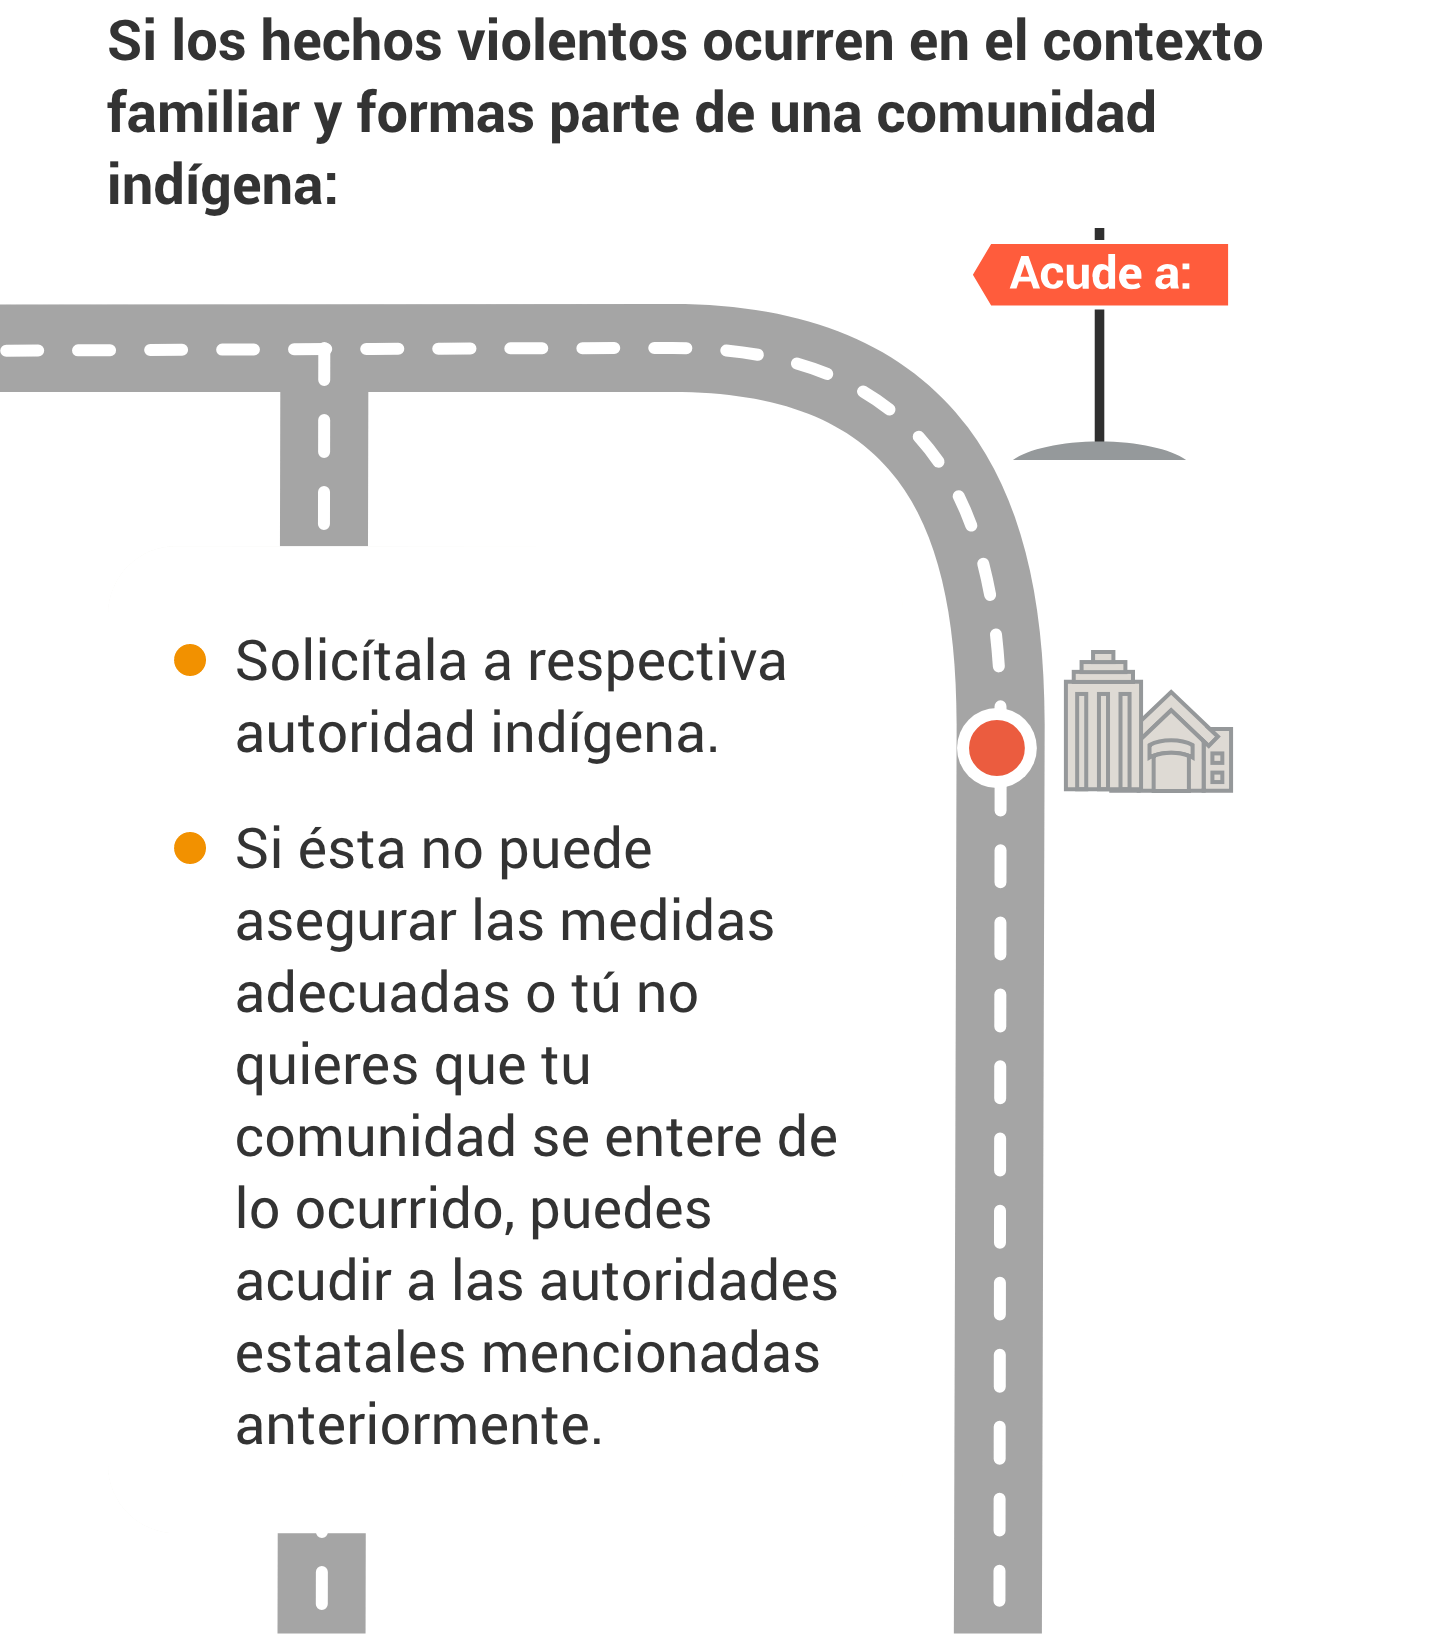 Si los hechos violentos ocurren en el contexto
familiar y formas parte de una comunidad
indígena:
Acude a:
Solicítala a respectiva
autoridad indígena.
Si ésta no puede
asegurar las medidas
adecuadas o tú no
quieres que tu
comunidad se entere de
lo ocurrido, puedes
acudir a las autoridades
estatales mencionadas
anteriormente.